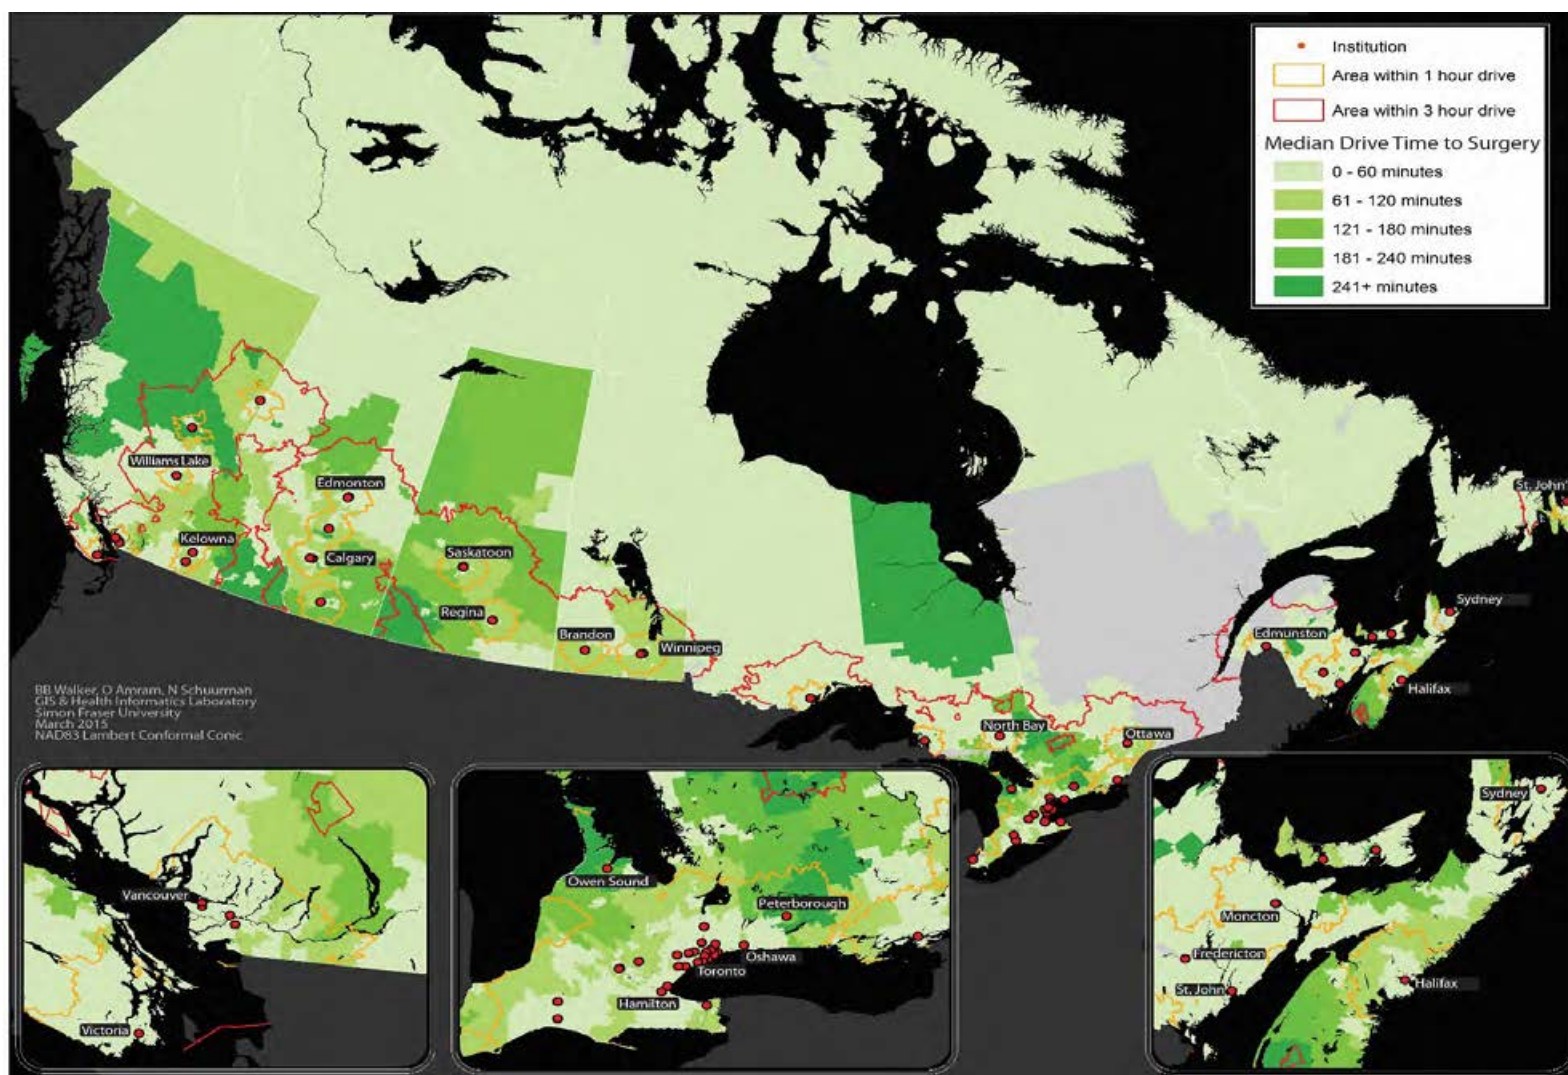 Institution
Area within 1 hour drive
Area within 3 hour drive
Median Drive Time to Surgery
0 - 60 minutes
61 - 120 minutes
121 - 180 minutes
181 - 240 minutes
241+ minutes
Williams Lake
Edmonton
Kelowna
Calgary
Saskatoon
Regina
Brandon
Winnipeg
North Bay
Ottawa
Edmunston
St. John'
Sydney
Halifax
BB Walker, O Amram, N Schuurman
GIS & Health Informatics Laboratory
Simon Fraser University
March 2015
NAD83 Lambert Conformal Conic
Vancouver
Victoria
Owen Sound
Peterborough
Oshawa
Toronto
Hamilton
Sydney
Moncton
Fredericton
St. John
Halifax